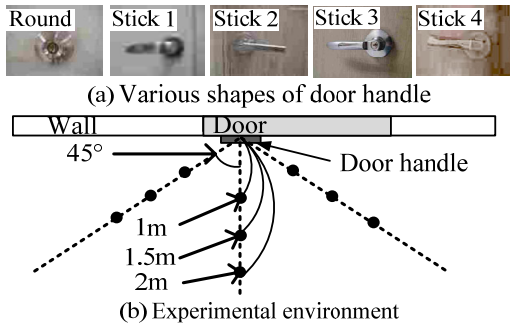 Round Stick 1 Stick 2 Stick 3 Stick 4
(a) Various shapes of door handle
Wall Door
45°
Door handle
1m
1.5m
2m
(b) Experimental environment